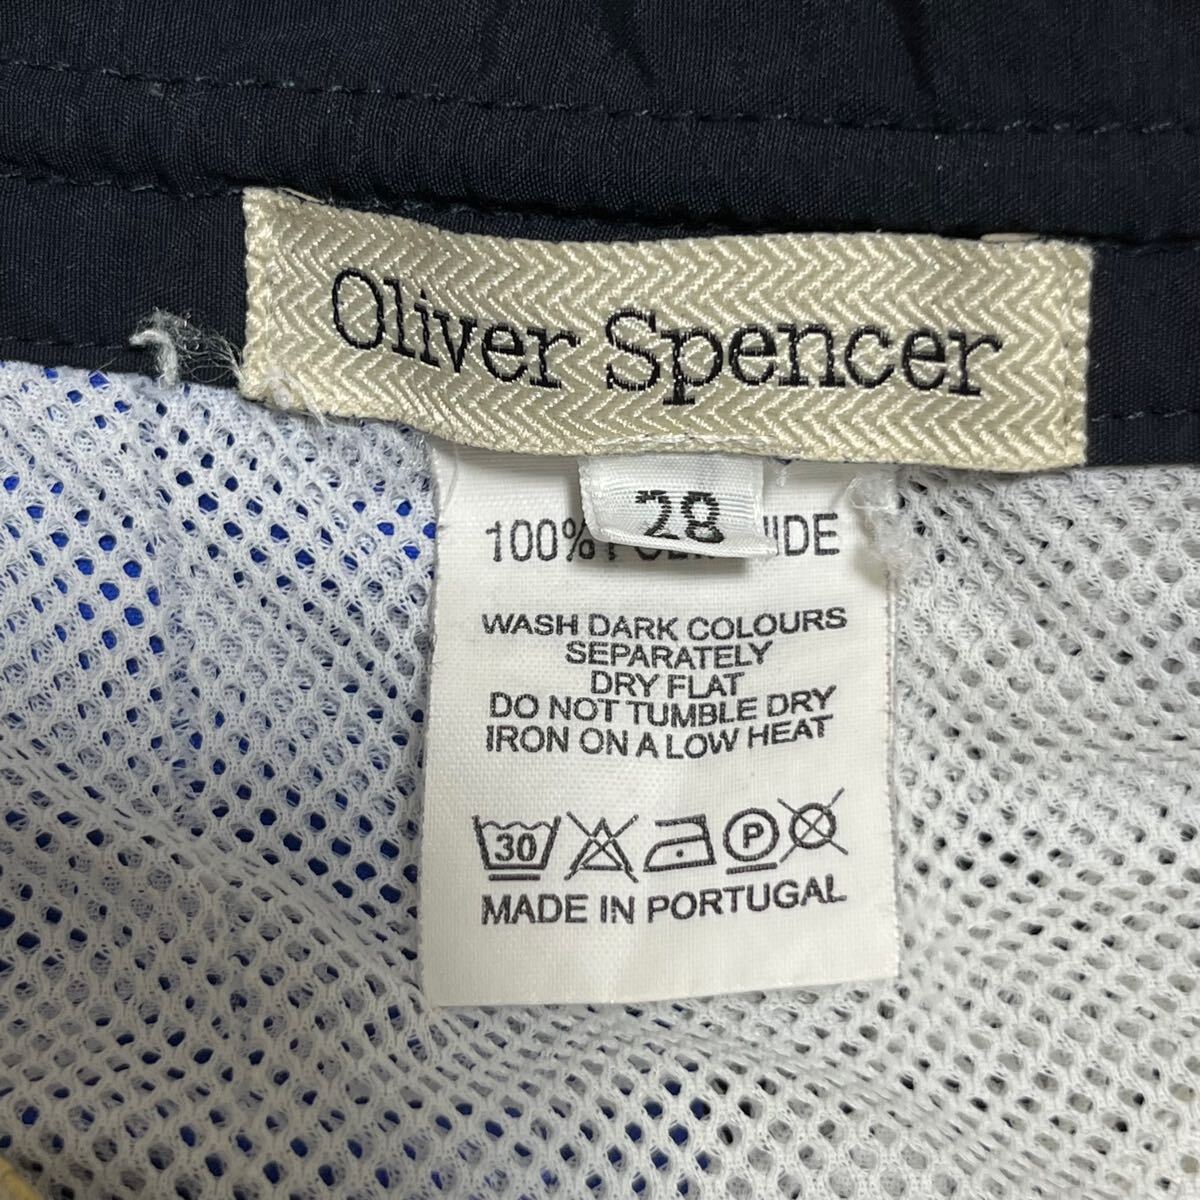 Oliver Spencer
28
100%
WASH DARK COLOURS
SEPARATELY
DRY FLAT
DO NOT TUMBLE DRY
IRON ON A LOW HEAT
30 P
MADE IN PORTUGAL